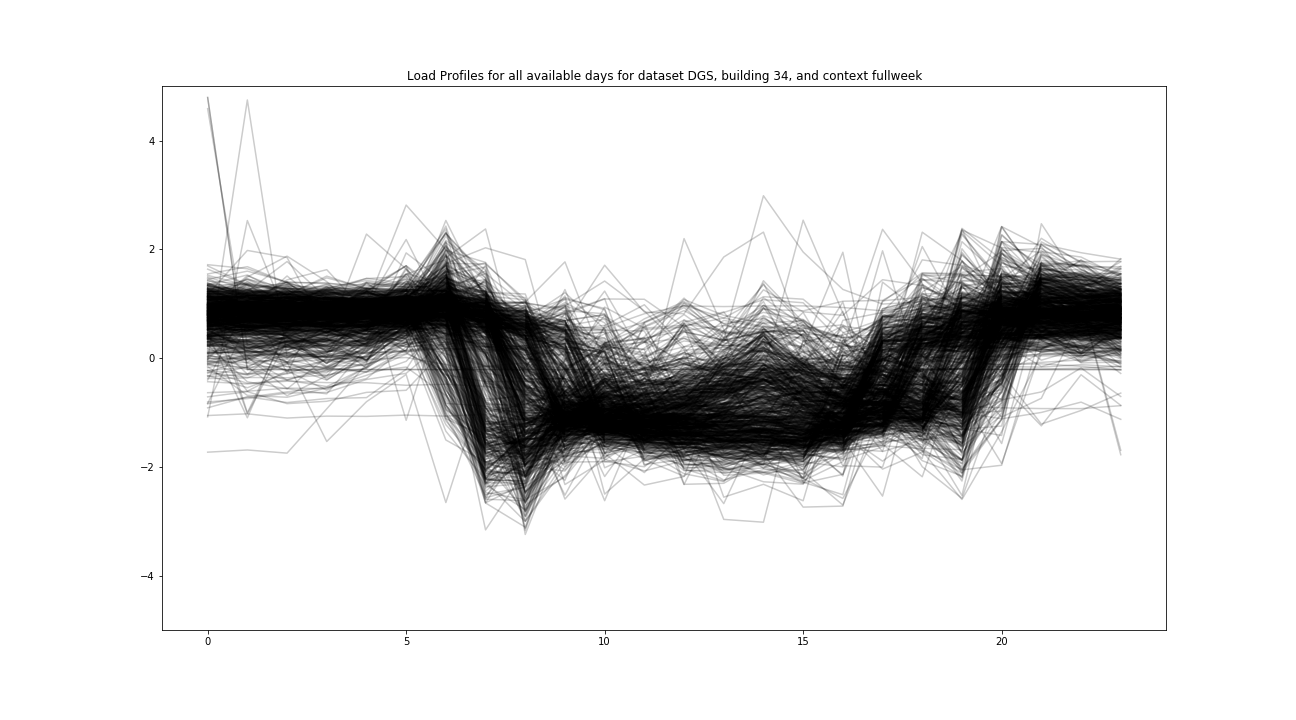 Load Profiles for all available days for dataset DGS, building 34, and context fullweek
4
2
0
−2
−4
0 5 10 15 20